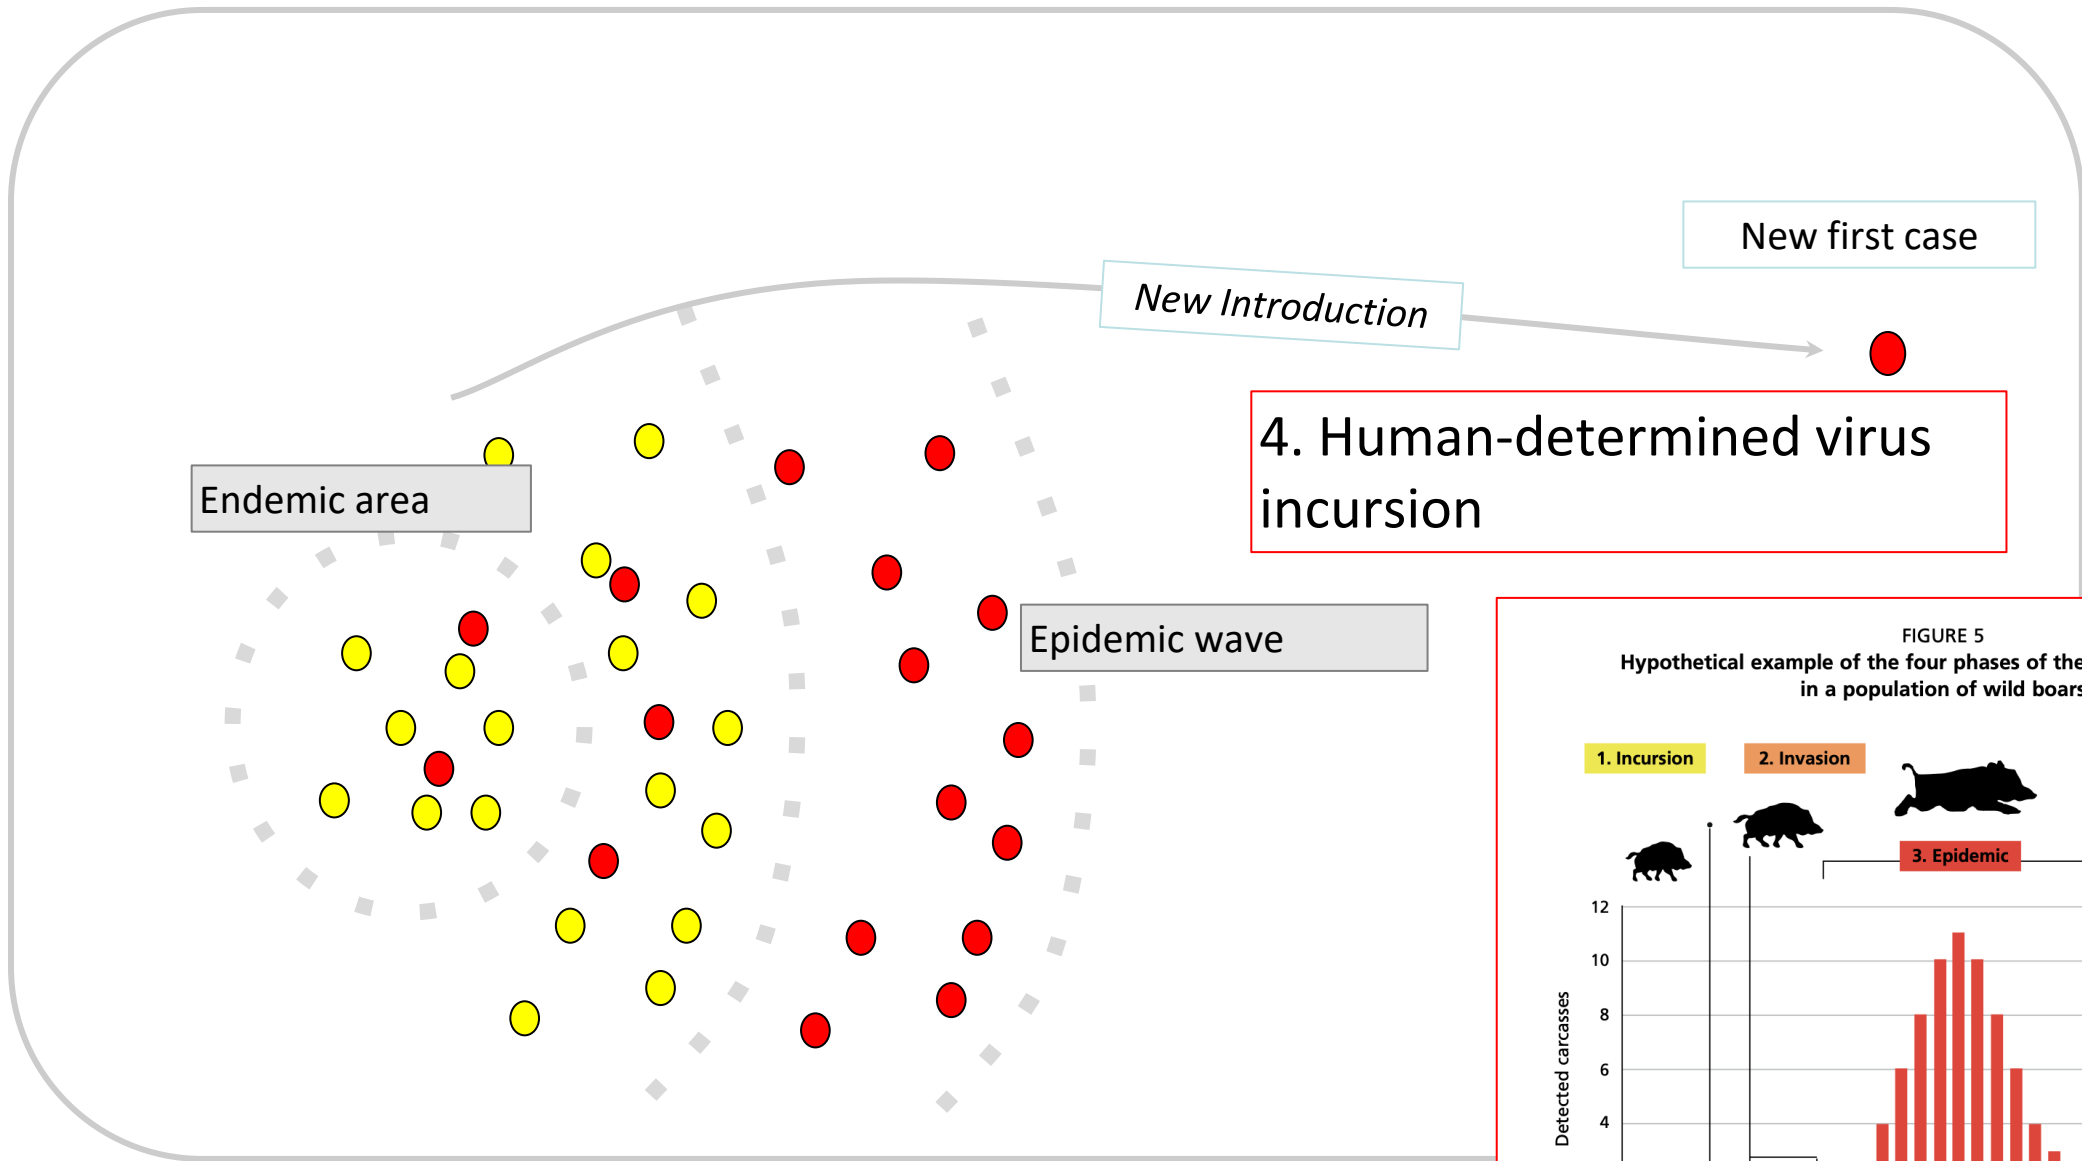 New first case
New Introduction
4. Human-determined virus
incursion
Endemic area
Epidemic wave
FIGURE 5
Hypothetical example of the four phases of the
in a population of wild boars
1. Incursion
2. Invasion
3. Epidemic
12
10
8
6
4
Detected carcasses